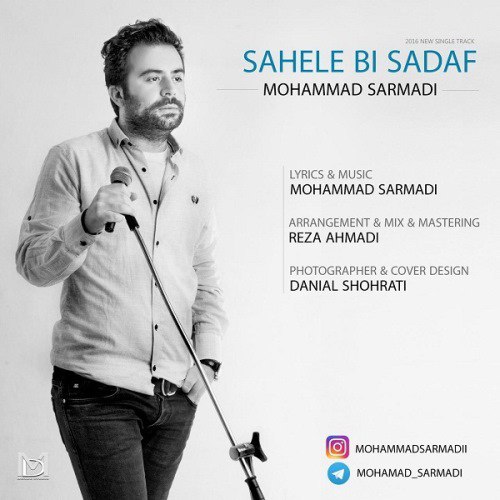 2016 NEW SINGLE TRACK
SAHELE BI SADAF
MOHAMMAD SARMADI
LYRICS & MUSIC
MOHAMMAD SARMADI
ARRANGEMENT & MIX & MASTERING
REZA AHMADI
PHOTOGRAPHER & COVER DESIGN
DANIAL SHOHRATI
MOHAMMADSARMADII
MOHAMAD_SARMADI